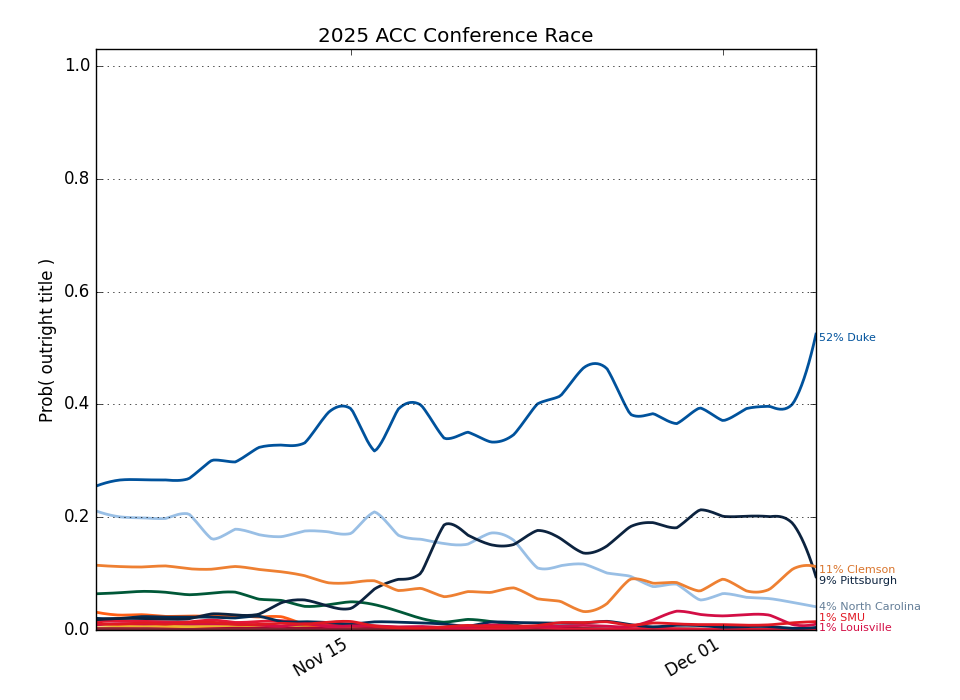 2025 ACC Conference Race
Prob( outright title )
1.0
0.8
0.6
0.4
0.2
0.0
Nov 15
Dec 01
52% Duke
11% Clemson
9% Pittsburgh
4% North Carolina
1% SMU
1% Louisville